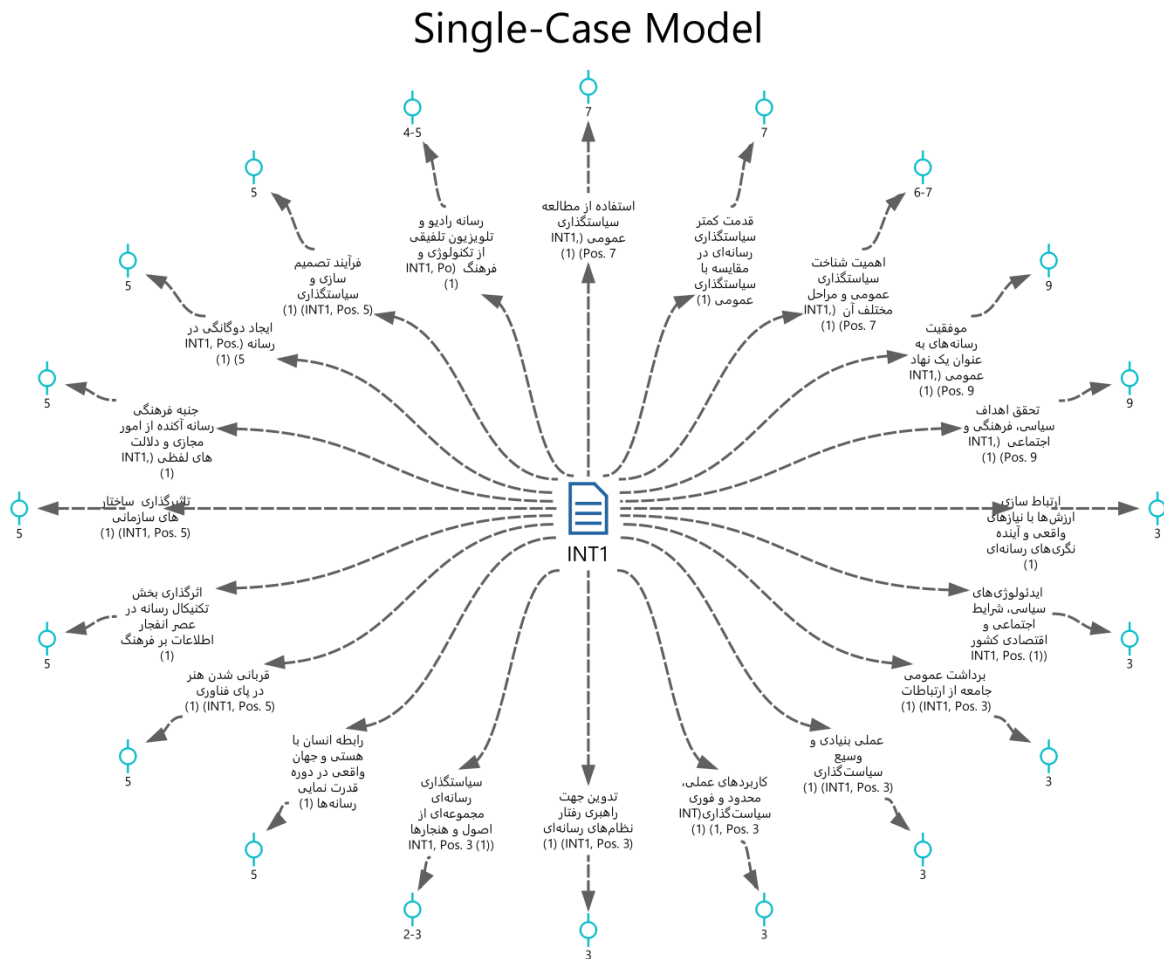 Single-Case Model
7
استفاده از مطالعه
سیاستگذاری
عمومی (INT1,
Pos. 7) (1)
7
قدمت کمتر
سیاستگذاری
رسانه‌ای در
مقایسه با
سیاستگذاری
عمومی (1)
6-7
اهمیت شناخت
سیاستگذاری
عمومی و مراحل
مختلف آن (INT1,
Pos. 7) (1)
9
موفقیت
رسانه‌های به
عنوان یک نهاد
عمومی (INT1,
Pos. 9) (1)
9
تحقق اهداف
سیاسی، فرهنگی و
اجتماعی (INT1,
Pos. 9) (1)
3
ارتباط سازی
ارزش‌ها با نیازهای
واقعی و آینده
نگری‌های رسانه‌ای
(1)
3
ایدئولوژی‌های
سیاسی، شرایط
اجتماعی و
اقتصادی کشور
INT1, Pos. (1))
3
برداشت عمومی
جامعه از ارتباطات
(INT1, Pos. 3) (1)
3
عملی بنیادی و
وسیع
سیاست‌گذاری
(INT1, Pos. 3) (1)
3
کاربردهای عملی،
محدود و فوری
سیاست‌گذاری(INT
1, Pos. 3) (1)
3
تدوین جهت
راهبری رفتار
نظام‌های رسانه‌ای
(INT1, Pos. 3) (1)
2-3
سیاستگذاری
رسانه‌ای
مجموعه‌ای از
اصول و هنجارها
INT1, Pos. 3 (1))
5
رابطه انسان با
هستی و جهان
واقعی در دوره
قدرت نمایی
رسانه‌ها (1)
5
قربانی شدن هنر
در پای فناوری
(INT1, Pos. 5) (1)
5
اثرگذاری بخش
تکنیکال رسانه در
عصر انفجار
اطلاعات بر فرهنگ
(1)
5
تاثیرگذاری ساختار
های سازمانی
(INT1, Pos. 5) (1)
5
جنبه فرهنگی
رسانه آکنده از امور
مجازی و دلالت
های لفظی (INT1,
(1)
5
ایجاد دوگانگی در
رسانه (INT1, Pos.
5) (1)
5
فرآیند تصمیم
سازی و
سیاستگذاری
(INT1, Pos. 5) (1)
4-5
رسانه رادیو و
تلویزیون تلفیقی
از تکنولوژی و
فرهنگ (INT1, Po
(1)
INT1